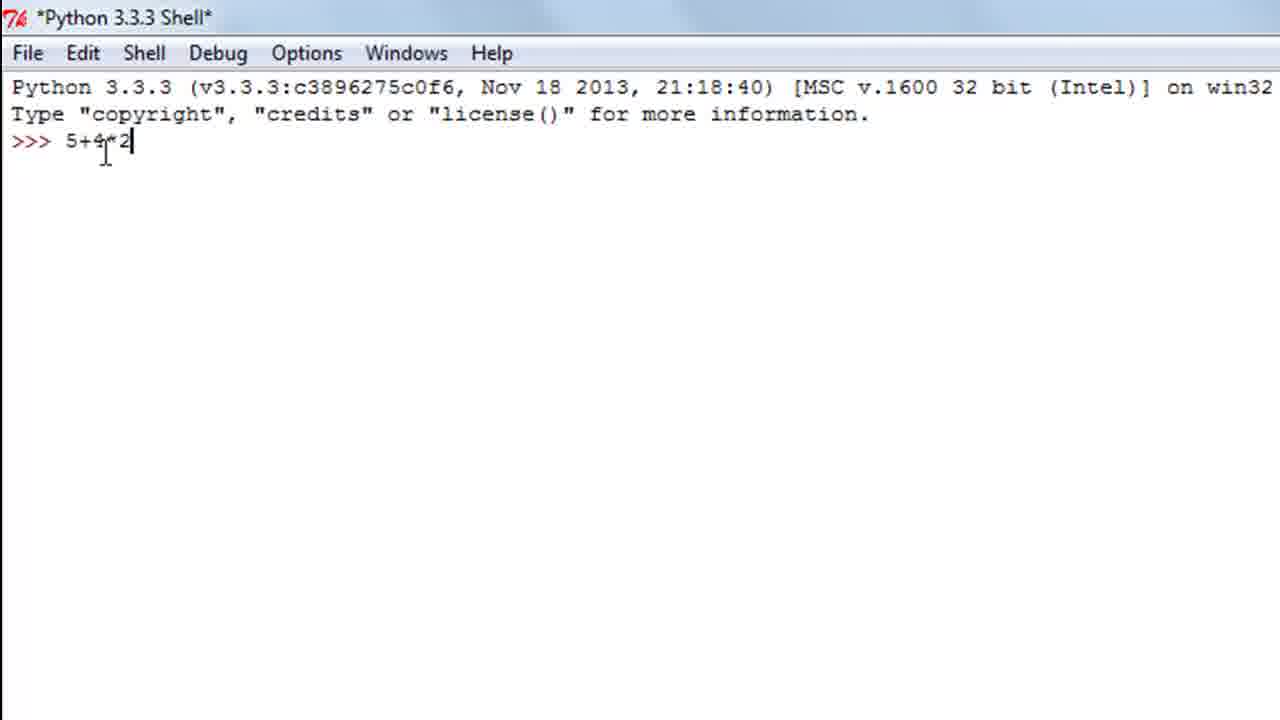 *Python 3.3.3 Shell*
File Edit Shell Debug Options Windows Help
Python 3.3.3 (v3.3.3:c3896275c0f6, Nov 18 2013, 21:18:40) [MSC v.1600 32 bit (Intel)] on win32
Type "copyright", "credits" or "license()" for more information.
>>> 5+4*2